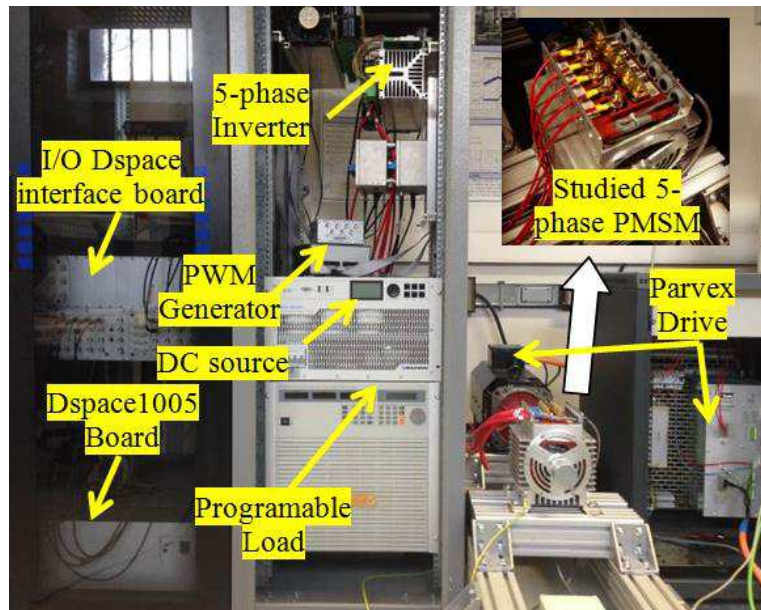 5-phase
Inverter
I/O Dspace
interface board
Studied 5-
phase PMSM
PWM
Generator
Parvex
Drive
DC source
Dspace1005
Board
Programable
Load